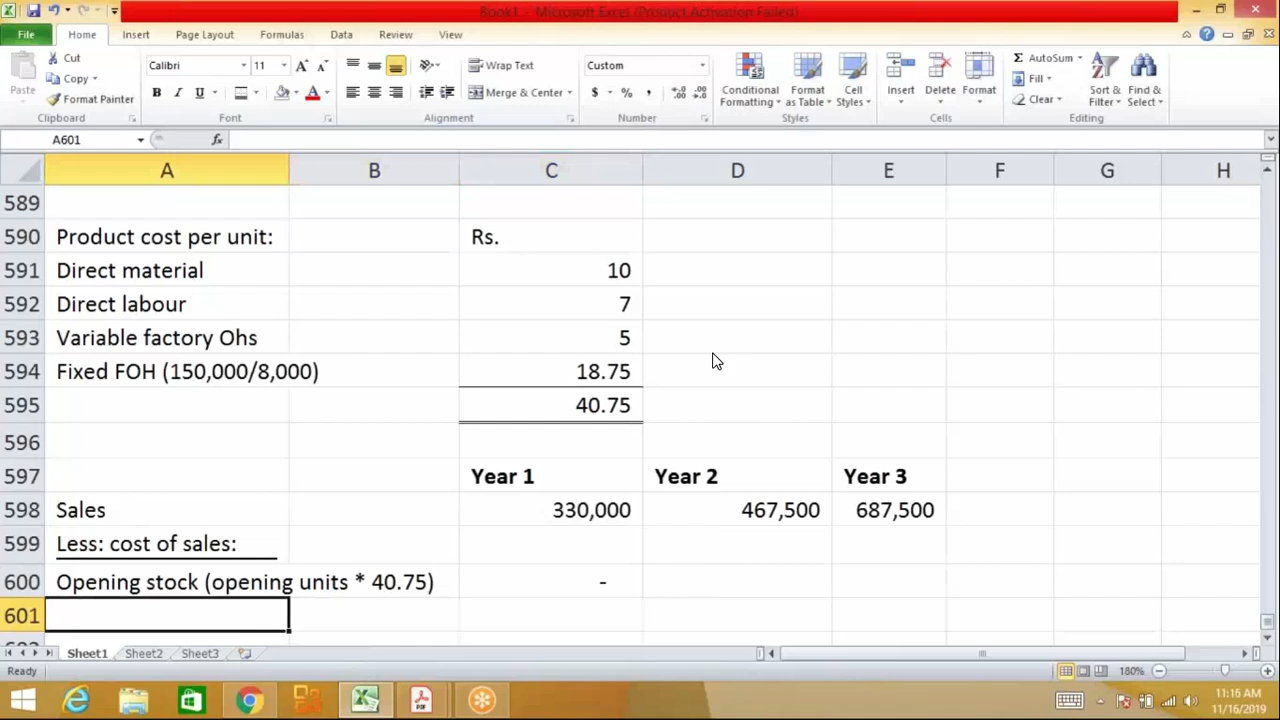 Book1 - Microsoft Excel (Product Activation Failed)
File Home Insert Page Layout Formulas Data Review View
Paste
Cut
Copy
Format Painter
Clipboard
Calibri 11
B I U
Font
Wrap Text
Merge & Center
Alignment
Custom
$ % ,
Number
Conditional Formatting
Format as Table
Cell Styles
Styles
Insert Delete Format
Cells
AutoSum
Fill
Clear
Sort & Filter
Find & Select
Editing
A601 fx
A B C D E F G H
589
590 Product cost per unit: Rs.
591 Direct material 10
592 Direct labour 7
593 Variable factory Ohs 5
594 Fixed FOH (150,000/8,000) 18.75
595 40.75
596
597 Year 1 Year 2 Year 3
598 Sales 330,000 467,500 687,500
599 Less: cost of sales:
600 Opening stock (opening units * 40.75) -
601
Sheet1 Sheet2 Sheet3
Ready 180%
11:15 AM
11/16/2019